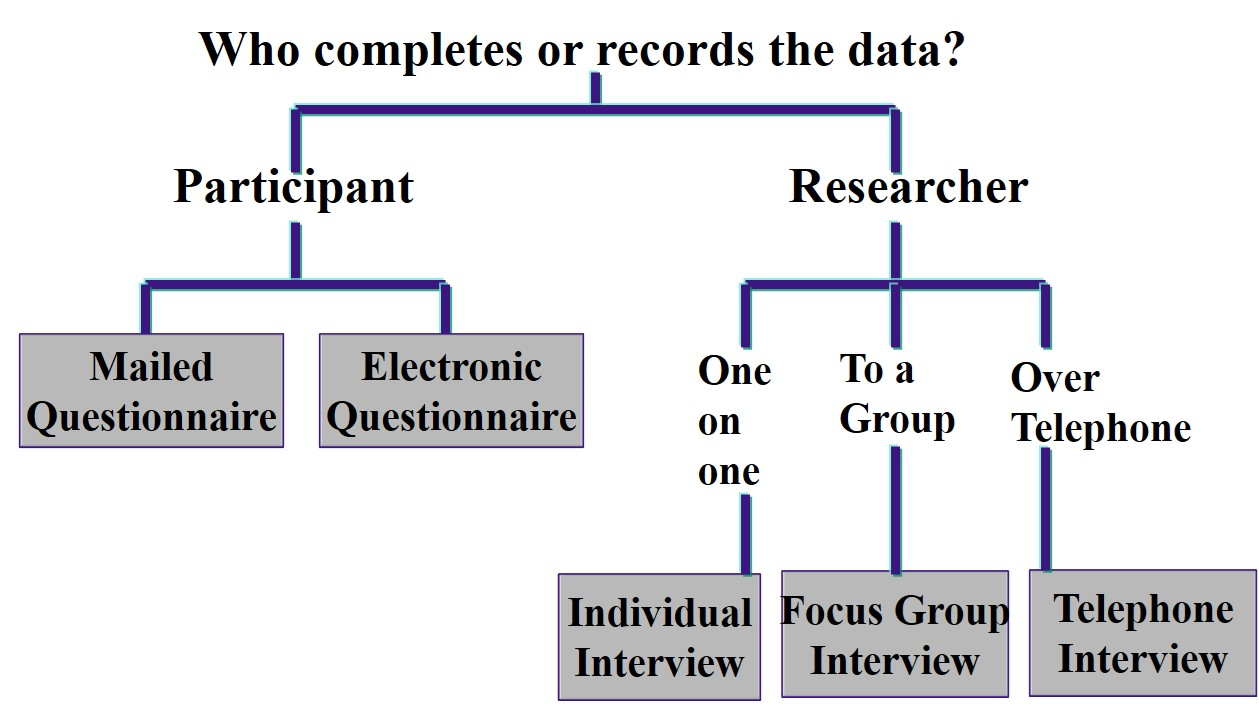 Who completes or records the data?
Participant
Researcher
Mailed
Questionnaire
Electronic
Questionnaire
One
on
one
To a
Group
Over
Telephone
Individual
Interview
Focus Group
Interview
Telephone
Interview